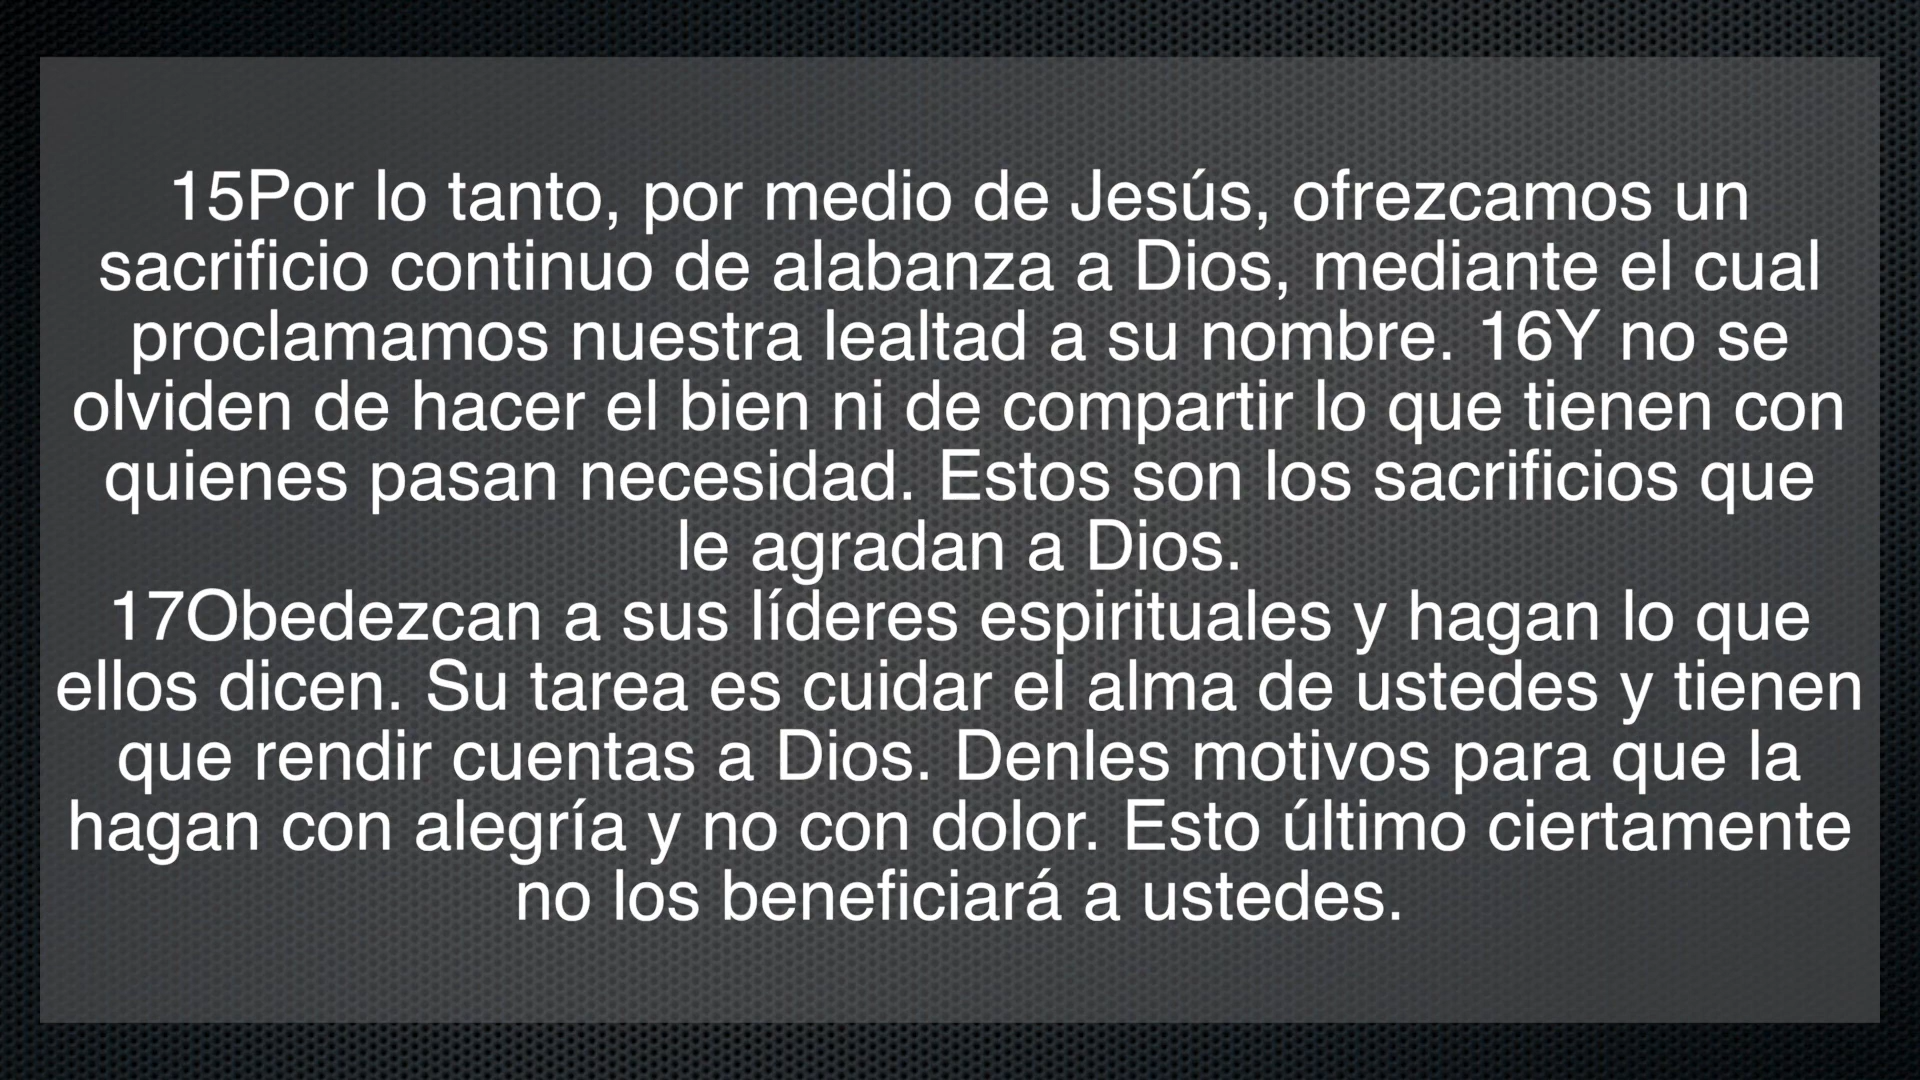 15Por lo tanto, por medio de Jesús, ofrezcamos un
sacrificio continuo de alabanza a Dios, mediante el cual
proclamamos nuestra lealtad a su nombre. 16Y no se
olviden de hacer el bien ni de compartir lo que tienen con
quienes pasan necesidad. Estos son los sacrificios que
le agradan a Dios.
17Obedezcan a sus líderes espirituales y hagan lo que
ellos dicen. Su tarea es cuidar el alma de ustedes y tienen
que rendir cuentas a Dios. Denles motivos para que la
hagan con alegría y no con dolor. Esto último ciertamente
no los beneficiará a ustedes.